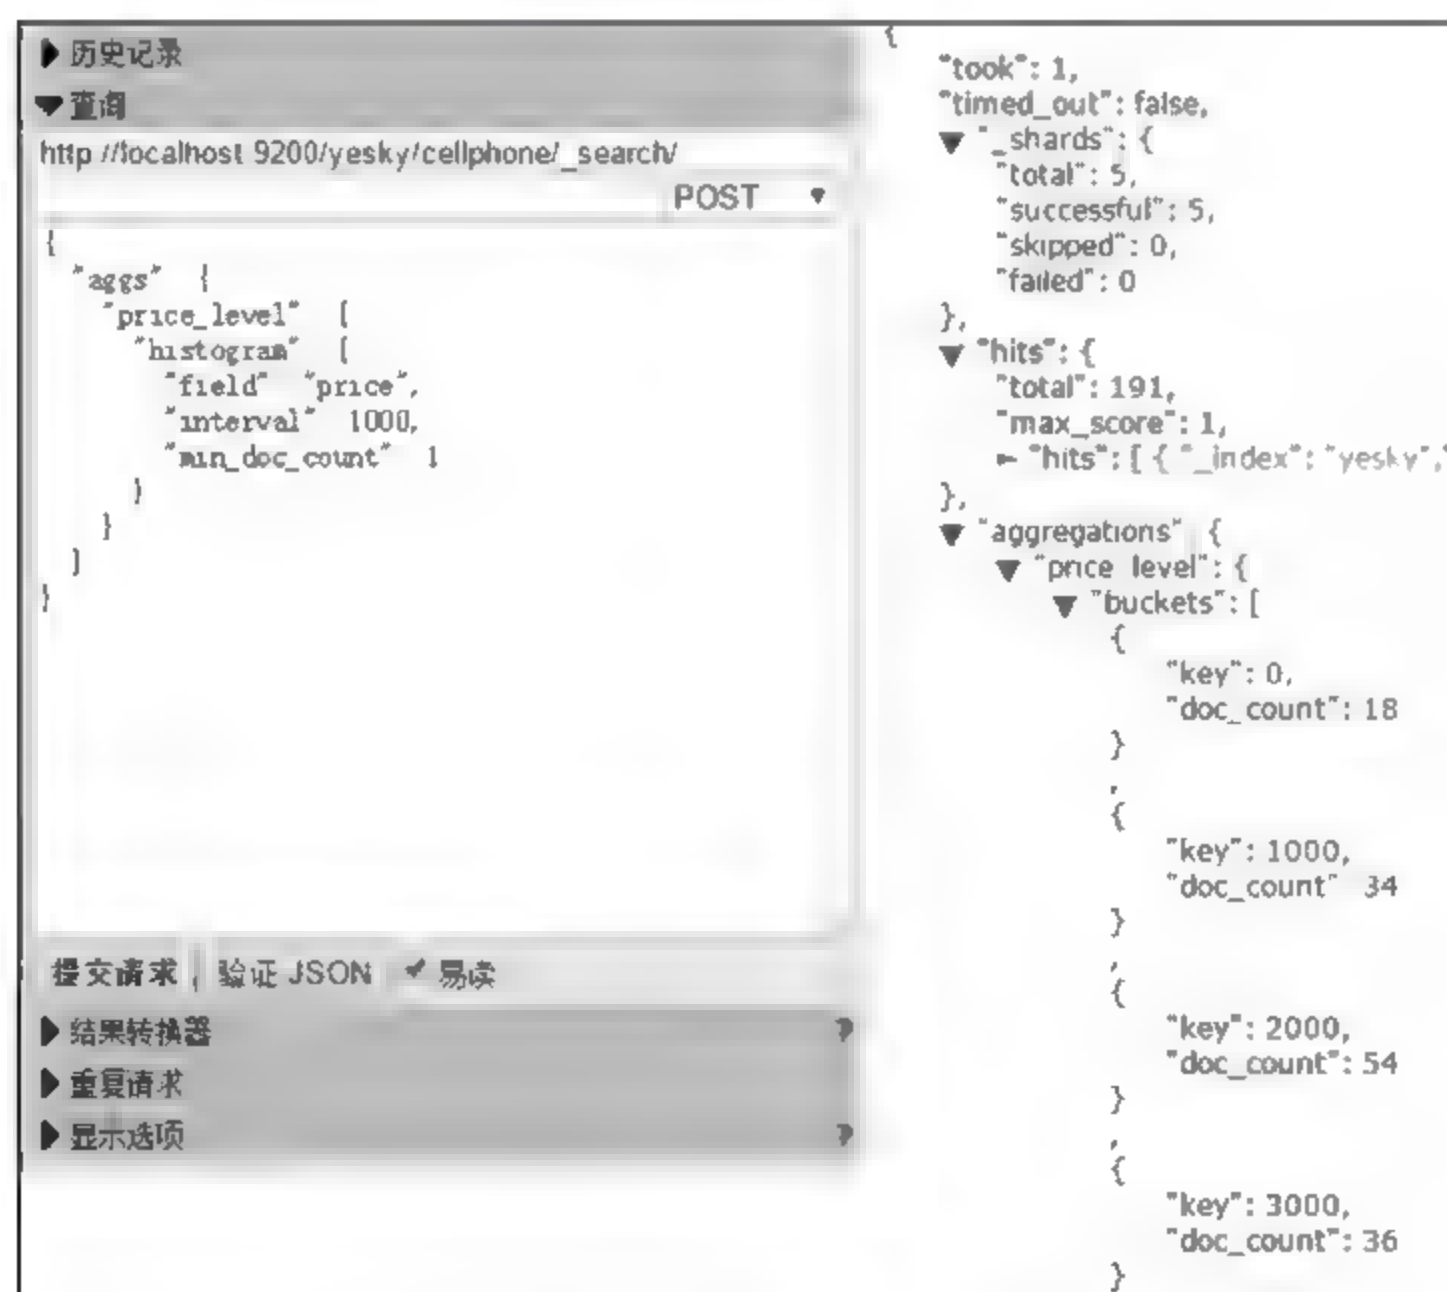 历史记录
查询
http://localhost 9200/yesky/cellphone/_search/
POST
{
"aggs" {
"price_level" {
"histogram" {
"field" "price",
"interval" 1000,
"min_doc_count" 1
}
}
}
}
提交请求 验证 JSON 易读
结果转换器 ?
重复请求
显示选项 ?
{
"took": 1,
"timed_out": false,
"_shards": {
"total": 5,
"successful": 5,
"skipped": 0,
"failed": 0
},
"hits": {
"total": 191,
"max_score": 1,
"hits": [ { "_index": "yesky","
},
"aggregations" {
"price_level": {
"buckets": [
{
"key": 0,
"doc_count": 18
}
,
{
"key": 1000,
"doc_count" 34
}
,
{
"key": 2000,
"doc_count": 54
}
,
{
"key": 3000,
"doc_count": 36
}